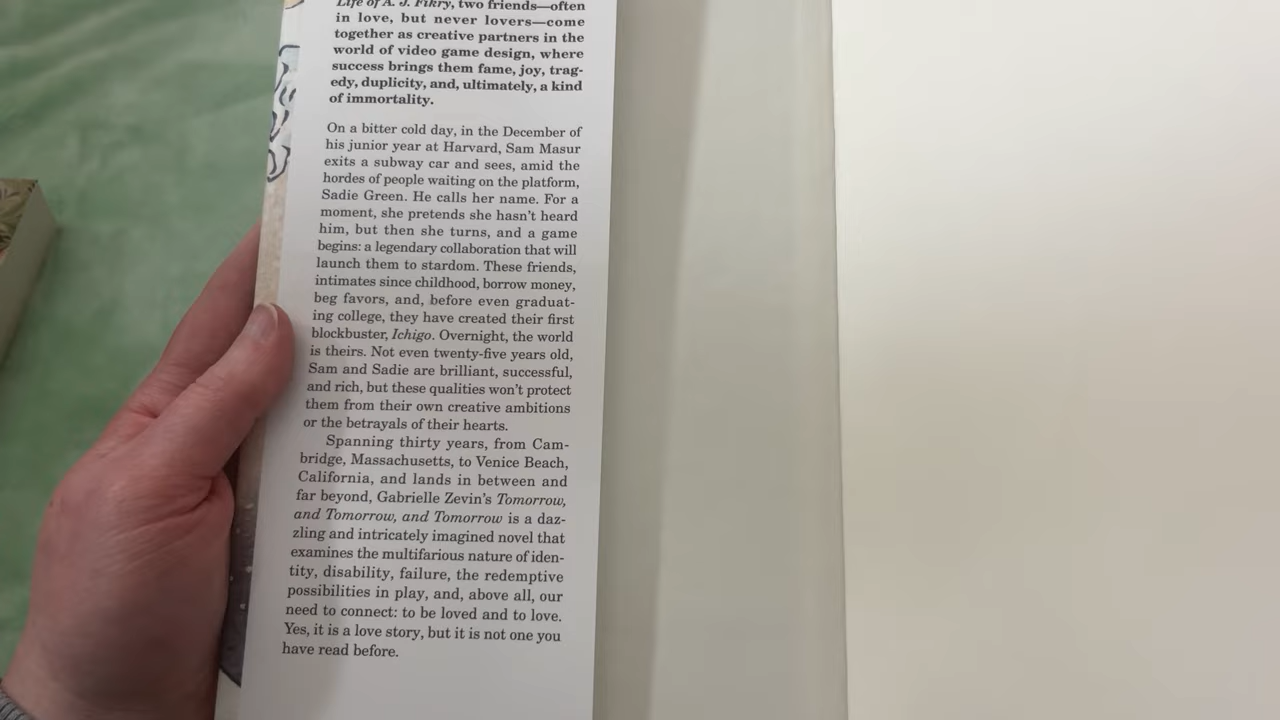 Life of A. J. Fikry, two friends—often
in love, but never lovers—come
together as creative partners in the
world of video game design, where
success brings them fame, joy, trag-
edy, duplicity, and, ultimately, a kind
of immortality.
On a bitter cold day, in the December of
his junior year at Harvard, Sam Masur
exits a subway car and sees, amid the
hordes of people waiting on the platform,
Sadie Green. He calls her name. For a
moment, she pretends she hasn't heard
him, but then she turns, and a game
begins: a legendary collaboration that will
launch them to stardom. These friends,
intimates since childhood, borrow money,
beg favors, and, before even graduat-
ing college, they have created their first
blockbuster, Ichigo. Overnight, the world
is theirs. Not even twenty-five years old,
Sam and Sadie are brilliant, successful,
and rich, but these qualities won't protect
them from their own creative ambitions
or the betrayals of their hearts.
Spanning thirty years, from Cam-
bridge, Massachusetts, to Venice Beach,
California, and lands in between and
far beyond, Gabrielle Zevin's Tomorrow,
and Tomorrow, and Tomorrow is a daz-
zling and intricately imagined novel that
examines the multifarious nature of iden-
tity, disability, failure, the redemptive
possibilities in play, and, above all, our
need to connect: to be loved and to love.
Yes, it is a love story, but it is not one you
have read before.